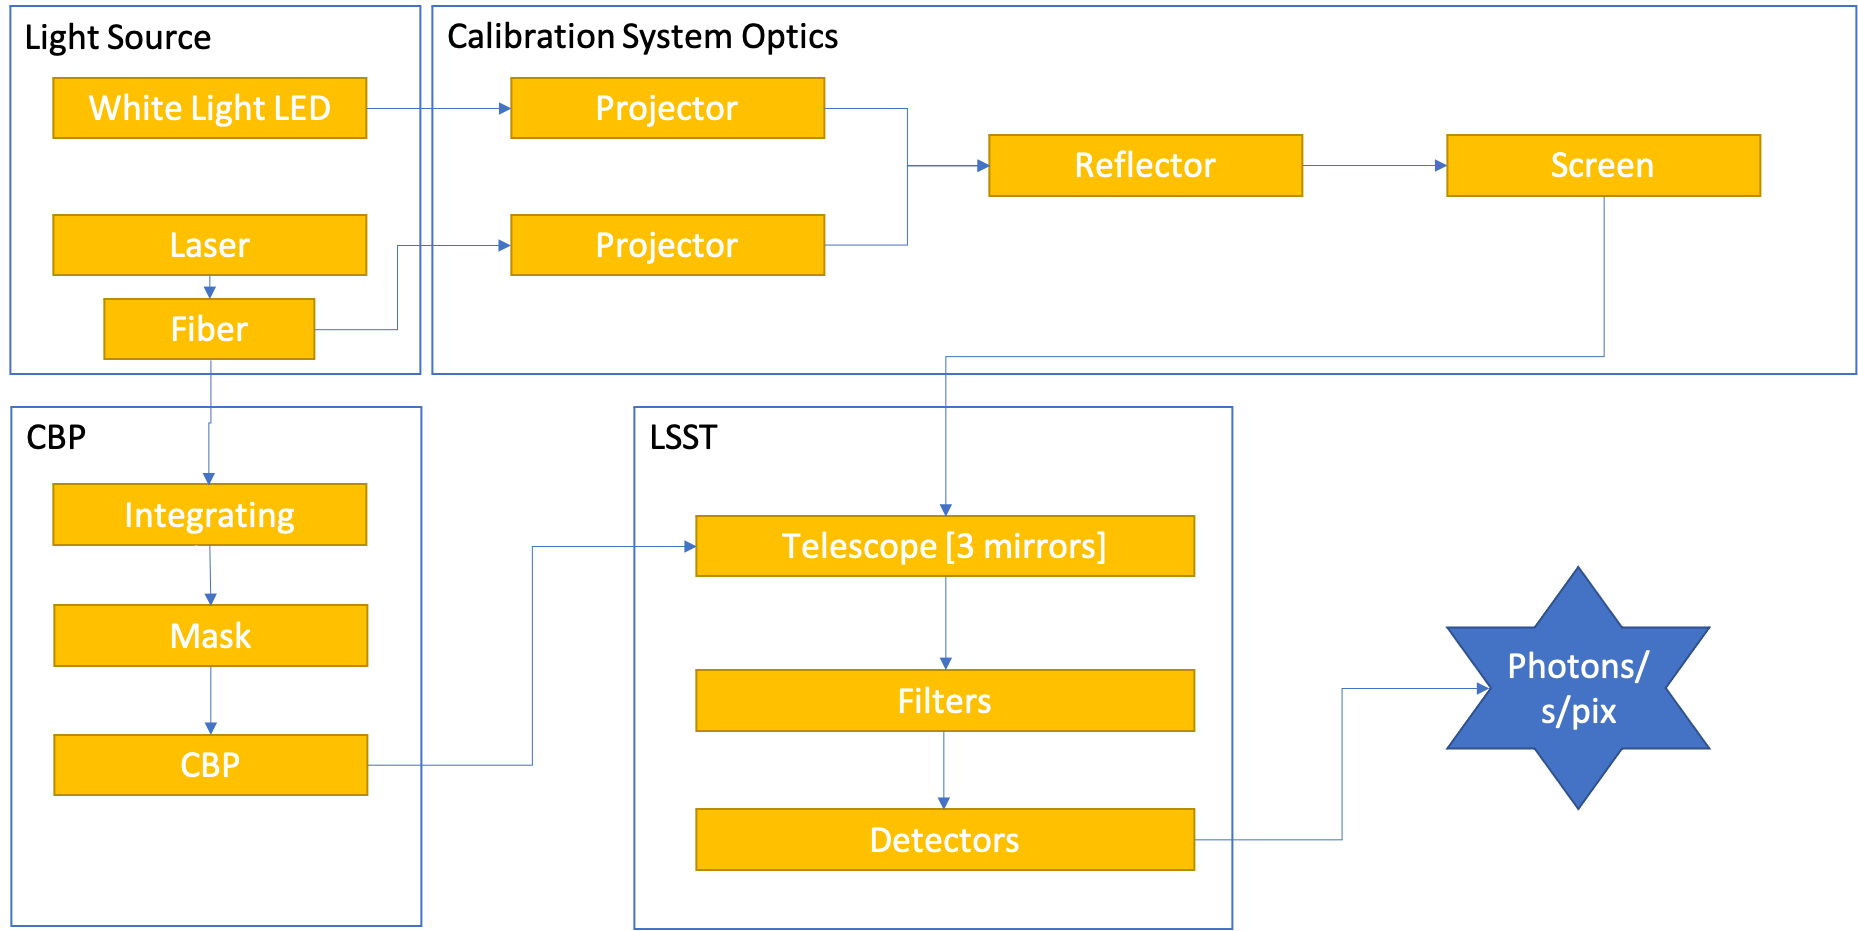 Light Source
White Light LED
Laser
Fiber
Calibration System Optics
Projector
Projector
Reflector
Screen
CBP
Integrating
Mask
CBP
LSST
Telescope [3 mirrors]
Filters
Detectors
Photons/
s/pix